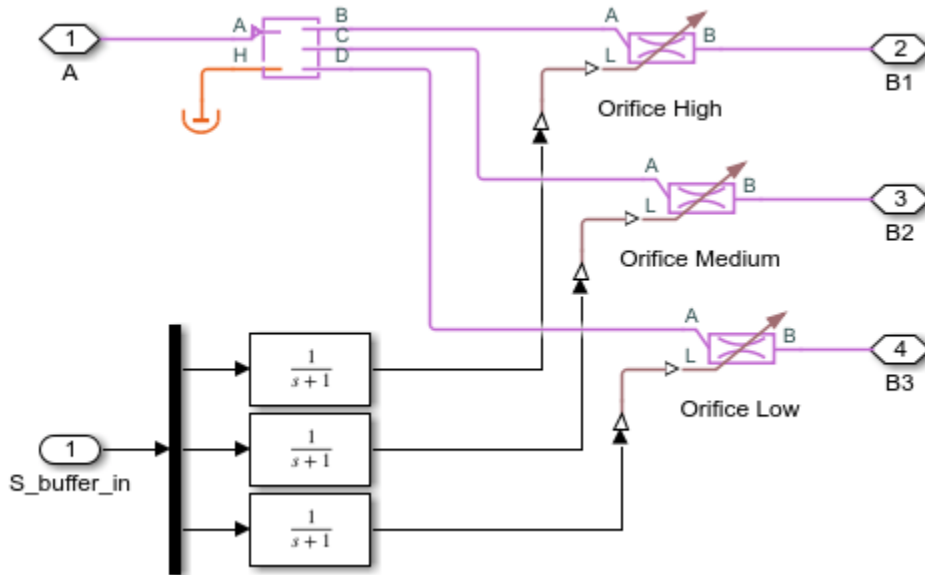 1
A
A
H
B
C
D
A
B
L
Orifice High
2
B1
A
B
L
Orifice Medium
3
B2
A
B
L
Orifice Low
4
B3
1
S_buffer_in
1
s + 1
1
s + 1
1
s + 1